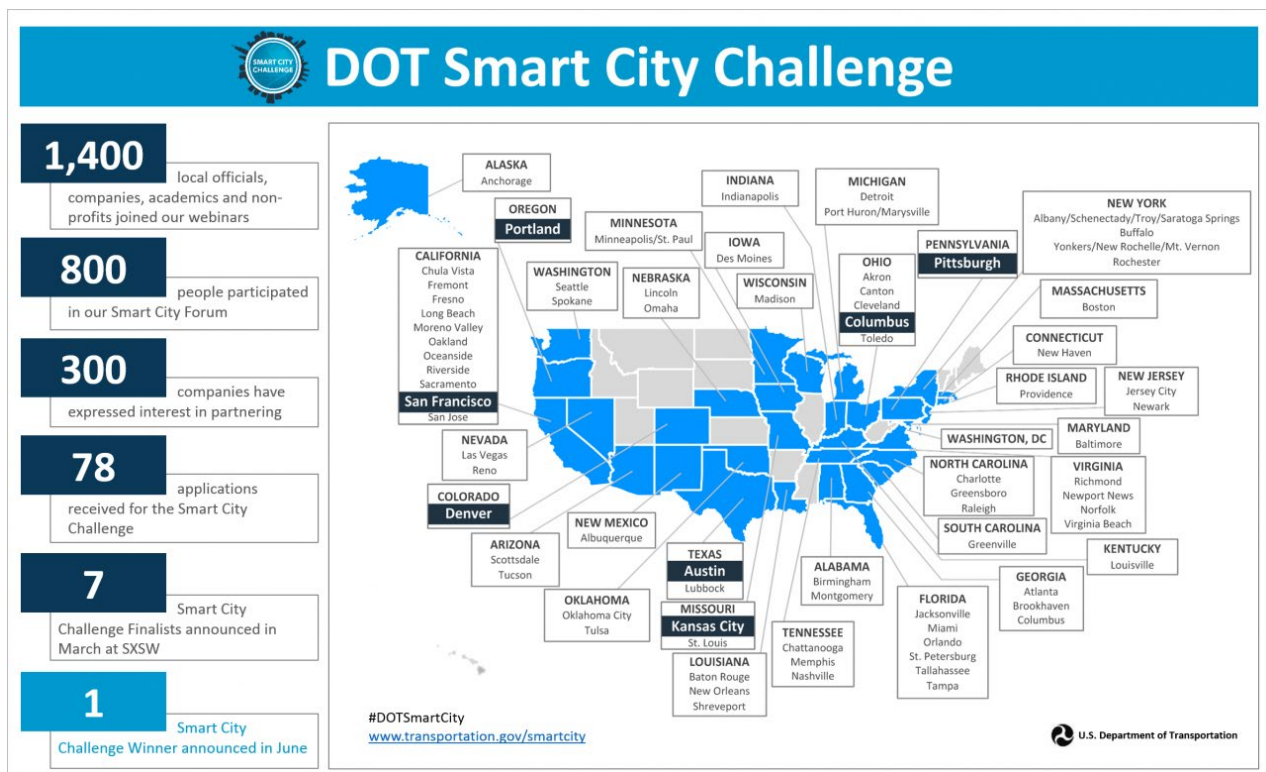 SMART CITY
CHALLENGE
DOT Smart City Challenge
1,400
local officials,
companies, academics and non-
profits joined our webinars
800
people participated
in our Smart City Forum
300
companies have
expressed interest in partnering
78
applications
received for the Smart City
Challenge
7
Smart City
Challenge Finalists announced in
March at SXSW
1
Smart City
Challenge Winner announced in June
ALASKA
Anchorage
OREGON
Portland
CALIFORNIA
Chula Vista
Fremont
Fresno
Long Beach
Moreno Valley
Oakland
Oceanside
Riverside
Sacramento
San Francisco
San Jose
WASHINGTON
Seattle
Spokane
MINNESOTA
Minneapolis/St. Paul
NEBRASKA
Lincoln
Omaha
IOWA
Des Moines
INDIANA
Indianapolis
WISCONSIN
Madison
MICHIGAN
Detroit
Port Huron/Marysville
OHIO
Akron
Canton
Cleveland
Columbus
Toledo
PENNSYLVANIA
Pittsburgh
NEW YORK
Albany/Schenectady/Troy/Saratoga Springs
Buffalo
Yonkers/New Rochelle/Mt. Vernon
Rochester
MASSACHUSETTS
Boston
CONNECTICUT
New Haven
RHODE ISLAND
Providence
NEW JERSEY
Jersey City
Newark
WASHINGTON, DC
MARYLAND
Baltimore
NEVADA
Las Vegas
Reno
COLORADO
Denver
ARIZONA
Scottsdale
Tucson
NEW MEXICO
Albuquerque
OKLAHOMA
Oklahoma City
Tulsa
TEXAS
Austin
Lubbock
MISSOURI
Kansas City
St. Louis
LOUISIANA
Baton Rouge
New Orleans
Shreveport
TENNESSEE
Chattanooga
Memphis
Nashville
ALABAMA
Birmingham
Montgomery
FLORIDA
Jacksonville
Miami
Orlando
St. Petersburg
Tallahassee
Tampa
NORTH CAROLINA
Charlotte
Greensboro
Raleigh
SOUTH CAROLINA
Greenville
VIRGINIA
Richmond
Newport News
Norfolk
Virginia Beach
KENTUCKY
Louisville
GEORGIA
Atlanta
Brookhaven
Columbus
#DOTSmartCity
www.transportation.gov/smartcity
U.S. Department of Transportation